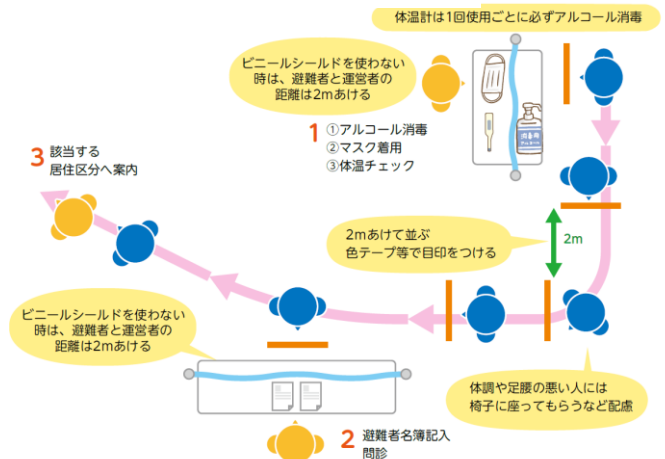 体温計は1回使用ごとに必ずアルコール消毒
ビニールシールドを使わない
時は、避難者と運営者の
距離は2mあける
1 ①アルコール消毒
②マスク着用
③体温チェック
消毒用
アルコール
3 該当する
居住区分へ案内
2mあけて並ぶ
色テープ等で目印をつける
2m
ビニールシールドを使わない
時は、避難者と運営者の
距離は2mあける
体調や足腰の悪い人には
椅子に座ってもらうなど配慮
2 避難者名簿記入
問診